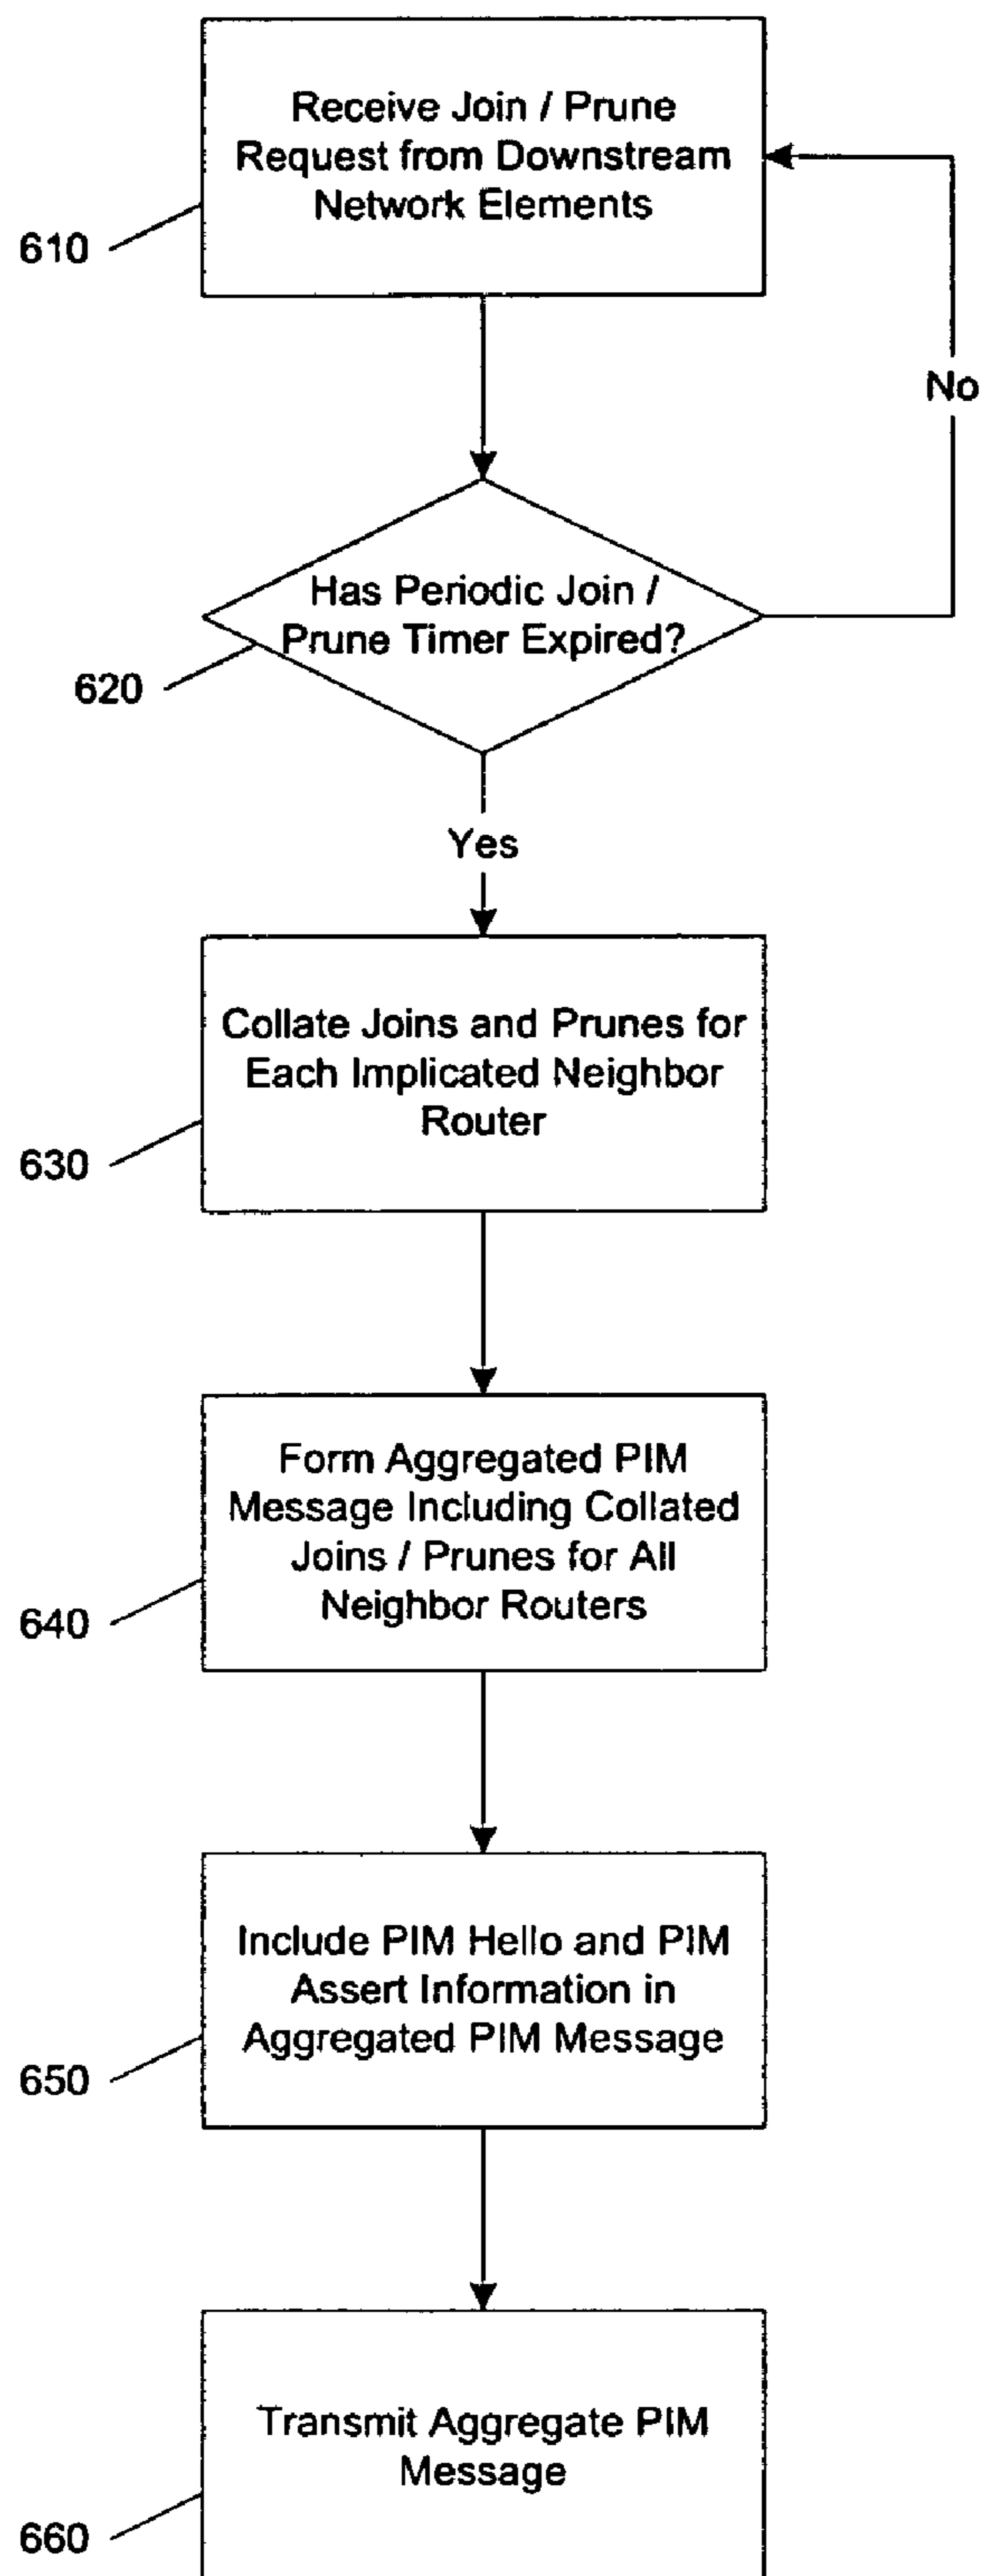 Receive Join / Prune
Request from Downstream
Network Elements
610
No
Has Periodic Join /
Prune Timer Expired?
620
Yes
Collate Joins and Prunes for
Each Implicated Neighbor
Router
630
Form Aggregated PIM
Message Including Collated
Joins / Prunes for All
Neighbor Routers
640
Include PIM Hello and PIM
Assert Information in
Aggregated PIM Message
650
Transmit Aggregate PIM
Message
660